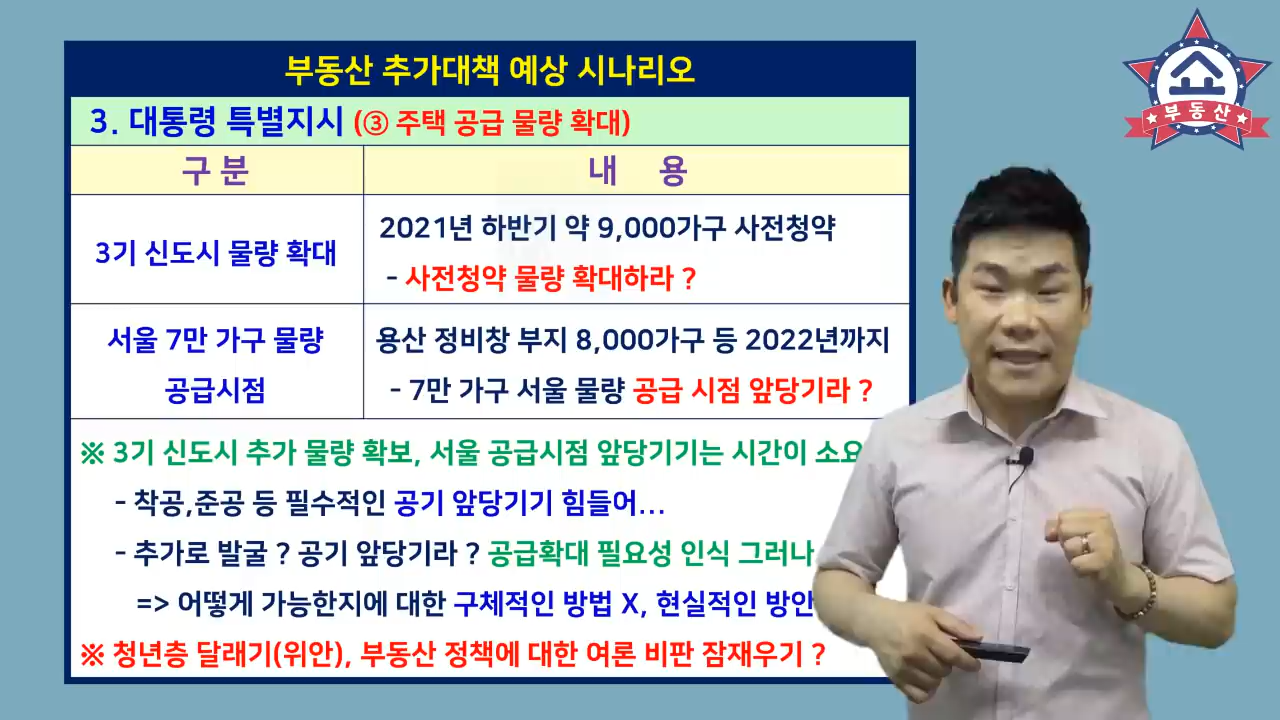 부동산 추가대책 예상 시나리오
3. 대통령 특별지시 (③ 주택 공급 물량 확대)
구 분 내 용
3기 신도시 물량 확대
2021년 하반기 약 9,000가구 사전청약
- 사전청약 물량 확대하라 ?
서울 7만 가구 물량
공급시점
용산 정비창 부지 8,000가구 등 2022년까지
- 7만 가구 서울 물량 공급 시점 앞당기라 ?
※ 3기 신도시 추가 물량 확보, 서울 공급시점 앞당기기는 시간이 소요
- 착공,준공 등 필수적인 공기 앞당기기 힘들어...
- 추가로 발굴 ? 공기 앞당기라 ? 공급확대 필요성 인식 그러나
=> 어떻게 가능한지에 대한 구체적인 방법 X, 현실적인 방안
※ 청년층 달래기(위안), 부동산 정책에 대한 여론 비판 잠재우기 ?
부동산